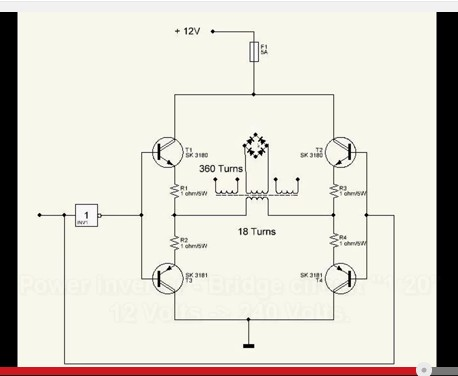 + 12V
F1
5A
T1
SK 3180
T2
SK 3180
360 Turns
R1
1 ohm/5W
R3
1 ohm/5W
1
INV1
18 Turns
R2
1 ohm/5W
R4
1 ohm/5W
SK 3181
T3
SK 3181
T4
Power Inverter Bridge
12 Volts -> 240 Volts